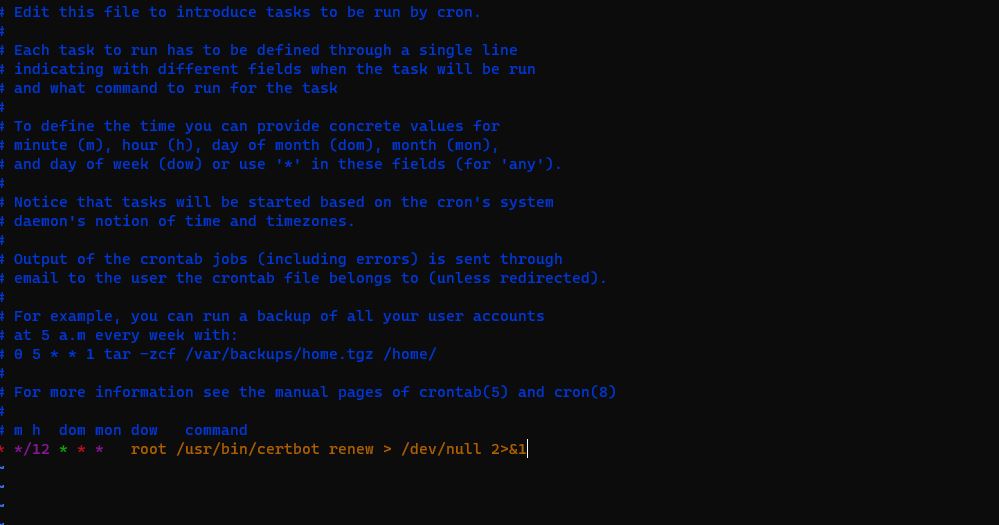 # Edit this file to introduce tasks to be run by cron.
#
# Each task to run has to be defined through a single line
# indicating with different fields when the task will be run
# and what command to run for the task
#
# To define the time you can provide concrete values for
# minute (m), hour (h), day of month (dom), month (mon),
# and day of week (dow) or use '*' in these fields (for 'any').
#
# Notice that tasks will be started based on the cron's system
# daemon's notion of time and timezones.
#
# Output of the crontab jobs (including errors) is sent through
# email to the user the crontab file belongs to (unless redirected).
#
# For example, you can run a backup of all your user accounts
# at 5 a.m every week with:
# 0 5 * * 1 tar -zcf /var/backups/home.tgz /home/
#
# For more information see the manual pages of crontab(5) and cron(8)
#
# m h  dom mon dow   command
* */12 * * *   root /usr/bin/certbot renew > /dev/null 2>&1
~
~
~
~